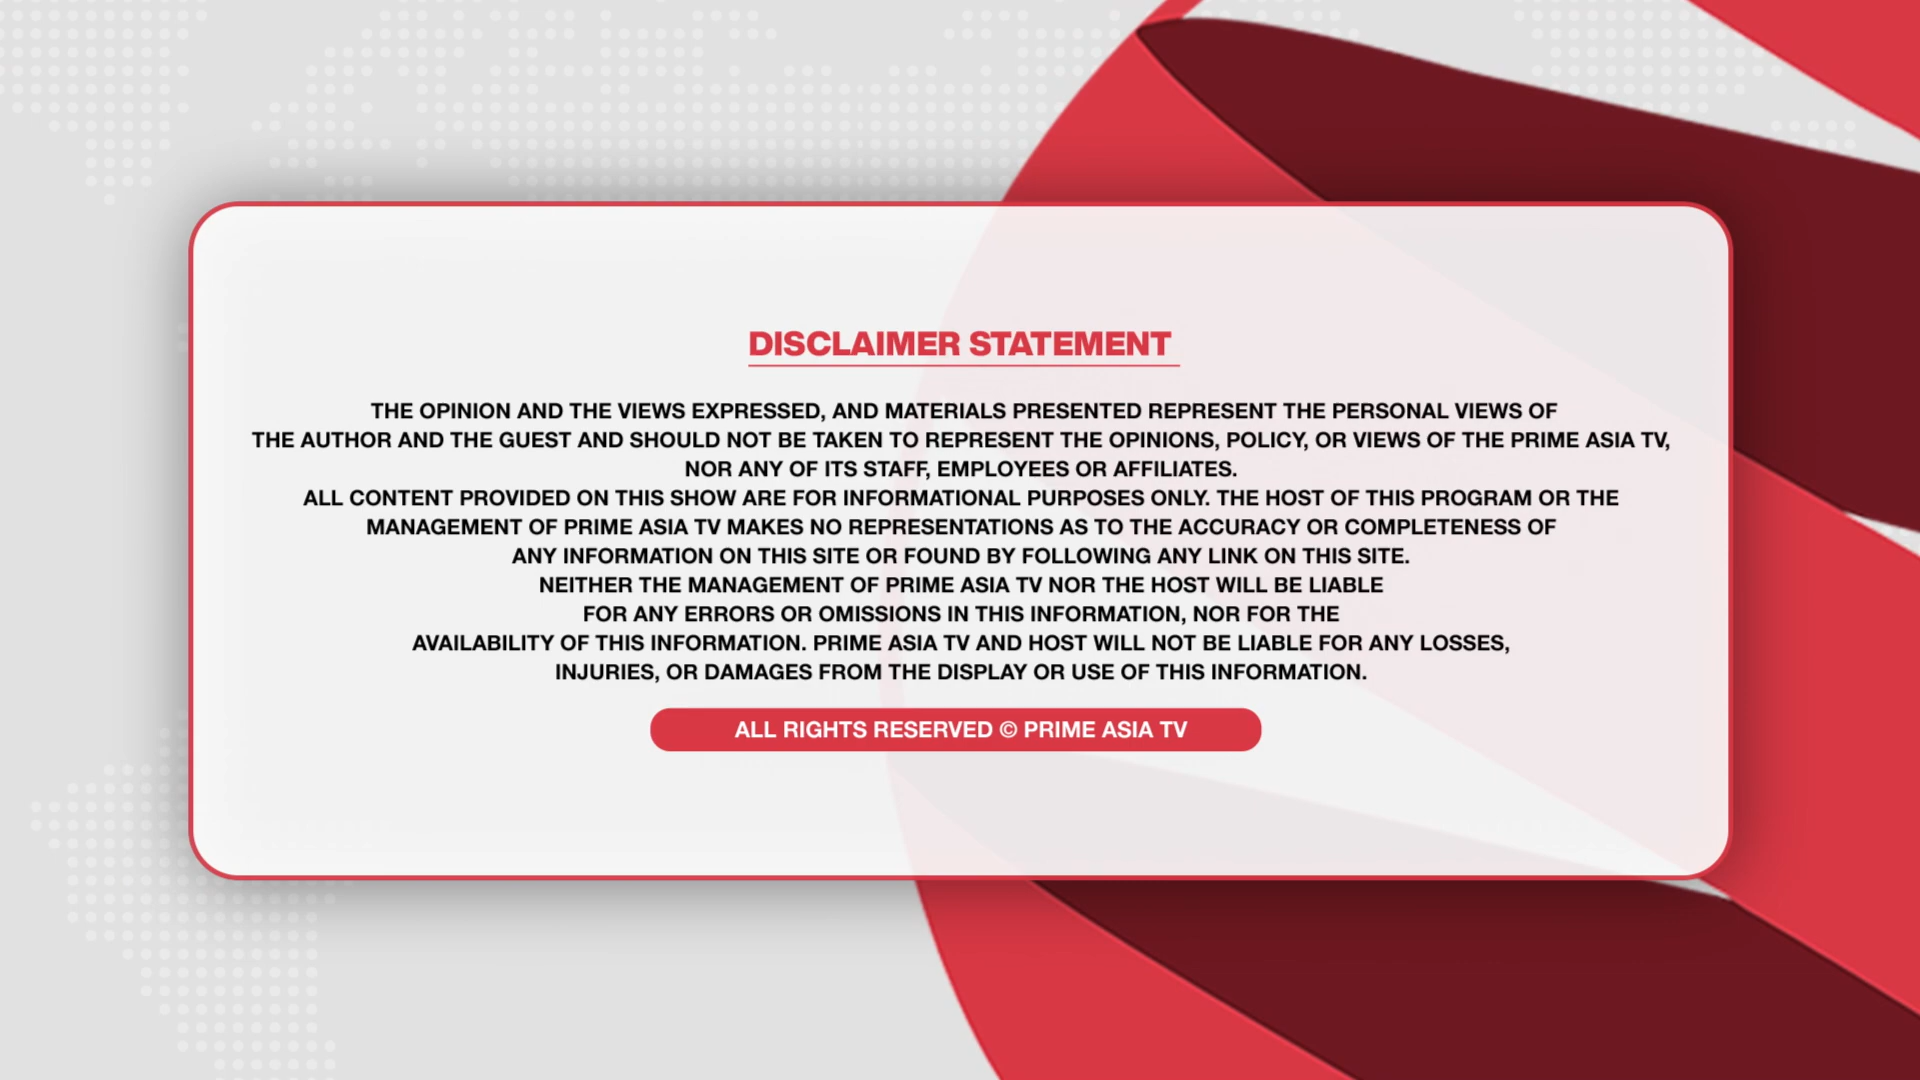 DISCLAIMER STATEMENT
THE OPINION AND THE VIEWS EXPRESSED, AND MATERIALS PRESENTED REPRESENT THE PERSONAL VIEWS OF
THE AUTHOR AND THE GUEST AND SHOULD NOT BE TAKEN TO REPRESENT THE OPINIONS, POLICY, OR VIEWS OF THE PRIME ASIA TV,
NOR ANY OF ITS STAFF, EMPLOYEES OR AFFILIATES.
ALL CONTENT PROVIDED ON THIS SHOW ARE FOR INFORMATIONAL PURPOSES ONLY. THE HOST OF THIS PROGRAM OR THE
MANAGEMENT OF PRIME ASIA TV MAKES NO REPRESENTATIONS AS TO THE ACCURACY OR COMPLETENESS OF
ANY INFORMATION ON THIS SITE OR FOUND BY FOLLOWING ANY LINK ON THIS SITE.
NEITHER THE MANAGEMENT OF PRIME ASIA TV NOR THE HOST WILL BE LIABLE
FOR ANY ERRORS OR OMISSIONS IN THIS INFORMATION, NOR FOR THE
AVAILABILITY OF THIS INFORMATION. PRIME ASIA TV AND HOST WILL NOT BE LIABLE FOR ANY LOSSES,
INJURIES, OR DAMAGES FROM THE DISPLAY OR USE OF THIS INFORMATION.
ALL RIGHTS RESERVED © PRIME ASIA TV